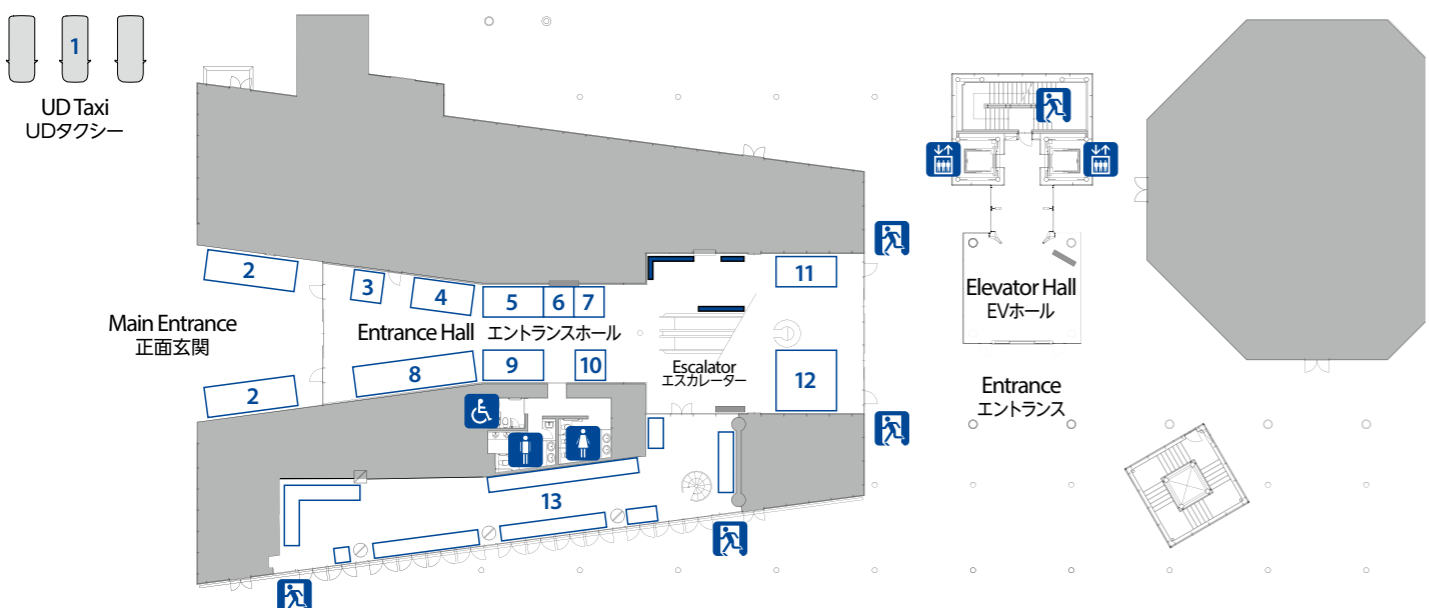 1
UD Taxi
UDタクシー
2
3
4
5
6
7
11
Main Entrance
正面玄関
Entrance Hall
エントランスホール
Escalator
エスカレーター
Elevator Hall
EVホール
2
8
9
10
12
Entrance
エントランス
13